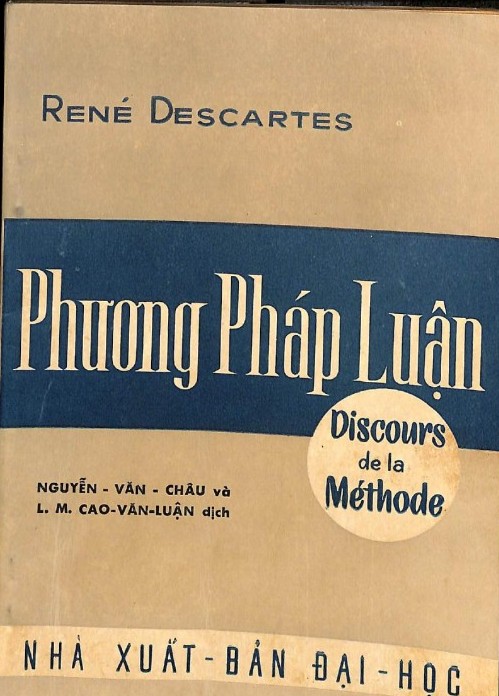 RENÉ DESCARTES
Phương Pháp Luận
Discours
de la
Méthode
NGUYỄN - VĂN - CHÂU và
L. M. CAO-VĂN-LUẬN dịch
NHÀ XUẤT-BẢN ĐẠI-HỌC